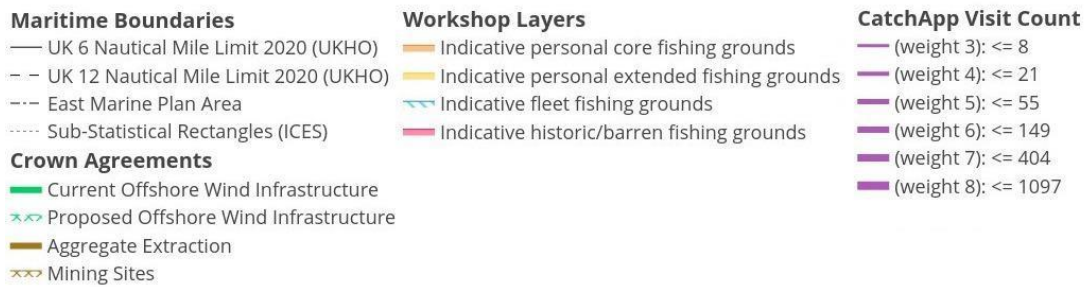 Maritime Boundaries
UK 6 Nautical Mile Limit 2020 (UKHO)
UK 12 Nautical Mile Limit 2020 (UKHO)
East Marine Plan Area
Sub-Statistical Rectangles (ICES)
Crown Agreements
Current Offshore Wind Infrastructure
Proposed Offshore Wind Infrastructure
Aggregate Extraction
Mining Sites
Workshop Layers
Indicative personal core fishing grounds
Indicative personal extended fishing grounds
Indicative fleet fishing grounds
Indicative historic/barren fishing grounds
CatchApp Visit Count
(weight 3): <= 8
(weight 4): <= 21
(weight 5): <= 55
(weight 6): <= 149
(weight 7): <= 404
(weight 8): <= 1097